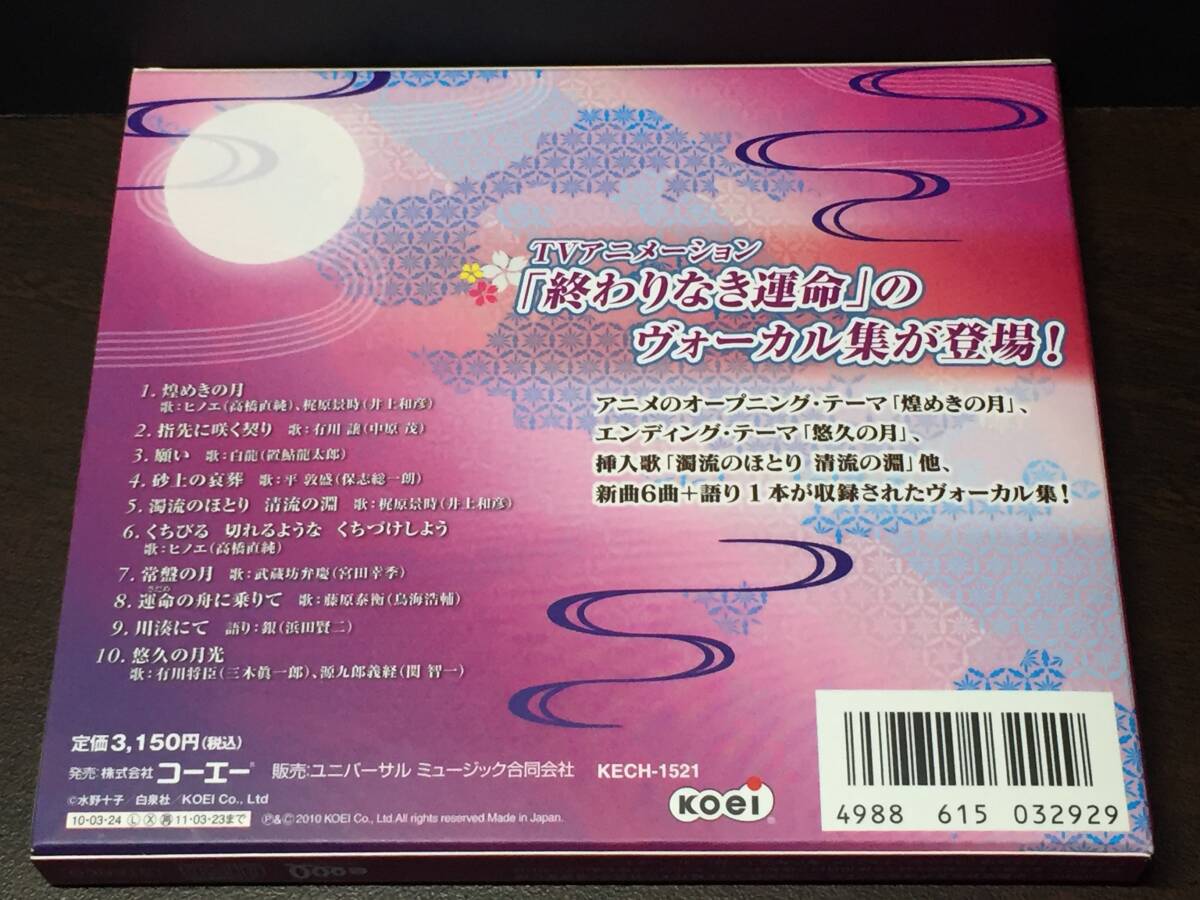 TVアニメーション
「終わりなき運命」の
ヴォーカル集が登場!
アニメのオープニング・テーマ「煌めきの月」、
エンディング・テーマ「悠久の月」、
挿入歌「濁流のほとり 清流の淵」他、
新曲6曲+語り1本が収録されたヴォーカル集!
1. 煌めきの月
歌:ヒノエ(高橋直純)、梶原景時(井上和彦)
2. 指先に咲く契り 歌:有川 譲(中原 茂)
3. 願い 歌:白龍(置鮎龍太郎)
4. 砂上の哀葬 歌:平 敦盛(保志総一朗)
5. 濁流のほとり 清流の淵 歌:梶原景時(井上和彦)
6. くちびる 切れるような くちづけしよう
歌:ヒノエ(高橋直純)
7. 常盤の月 歌:武蔵坊弁慶(宮田幸季)
さだめ
8. 運命の舟に乗りて 歌:藤原泰衡(鳥海浩輔)
9. 川湊にて 語り:銀(浜田賢二)
10. 悠久の月光
歌:有川将臣(三木眞一郎)、源九郎義経(関 智一)
定価3,150円(税込)
発売:株式会社 コーエー® 販売:ユニバーサル ミュージック合同会社 KECH-1521
©水野十子/白泉社/KOEI Co., Ltd
10・03・24 Ⓛ Ⓧ 再 11・03・23まで Ⓟ&© 2010 KOEI Co., Ltd.All rights reserved Made in Japan.
KOEI®
4988 615 032929